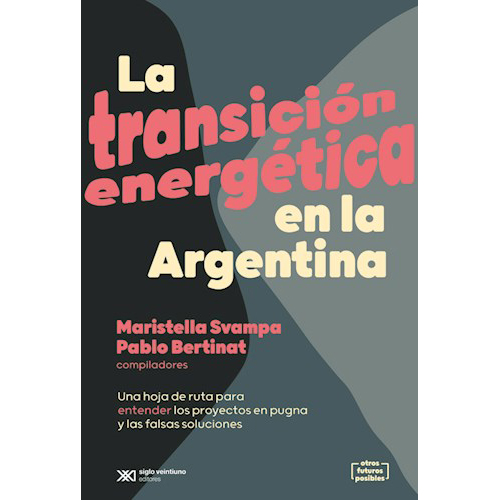 La
transición
energética
en la
Argentina
Maristella Svampa
Pablo Bertinat
compiladores
Una hoja de ruta para
entender los proyectos en pugna
y las falsas soluciones
XXI siglo veintiuno
editores
otros
futuros
posibles